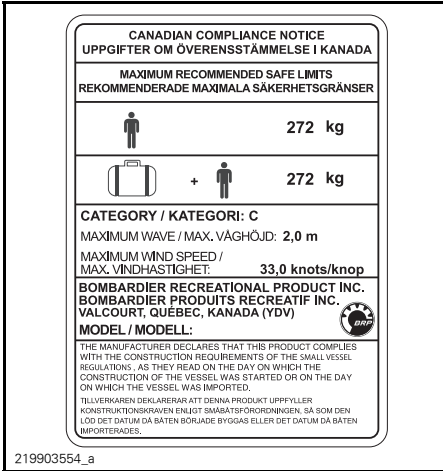 CANADIAN COMPLIANCE NOTICE
UPPGIFTER OM ÖVERENSSTÄMMELSE I KANADA
MAXIMUM RECOMMENDED SAFE LIMITS
REKOMMENDERADE MAXIMALA SÄKERHETSGRÄNSER
272 kg
+ 272 kg
CATEGORY / KATEGORI: C
MAXIMUM WAVE / MAX. VÅGHÖJD: 2,0 m
MAXIMUM WIND SPEED /
MAX. VINDHASTIGHET: 33,0 knots/knop
BOMBARDIER RECREATIONAL PRODUCT INC.
BOMBARDIER PRODUITS RECREATIF INC.
VALCOURT, QUÉBEC, KANADA (YDV)
BRP
MODEL / MODELL:
THE MANUFACTURER DECLARES THAT THIS PRODUCT COMPLIES
WITH THE CONSTRUCTION REQUIREMENTS OF THE SMALL VESSEL
REGULATIONS , AS THEY READ ON THE DAY ON WHICH THE
CONSTRUCTION OF THE VESSEL WAS STARTED OR ON THE DAY
ON WHICH THE VESSEL WAS IMPORTED.
TILLVERKAREN DEKLARERAR ATT DENNA PRODUKT UPPFYLLER
KONSTRUKTIONSKRAVEN ENLIGT SMÅBÅTSFÖRORDNINGEN, SÅ SOM DEN
LÖD DET DATUM DÅ BÅTEN BÖRJADE BYGGAS ELLER DET DATUM DÅ BÅTEN
IMPORTERADES.
219903554_a